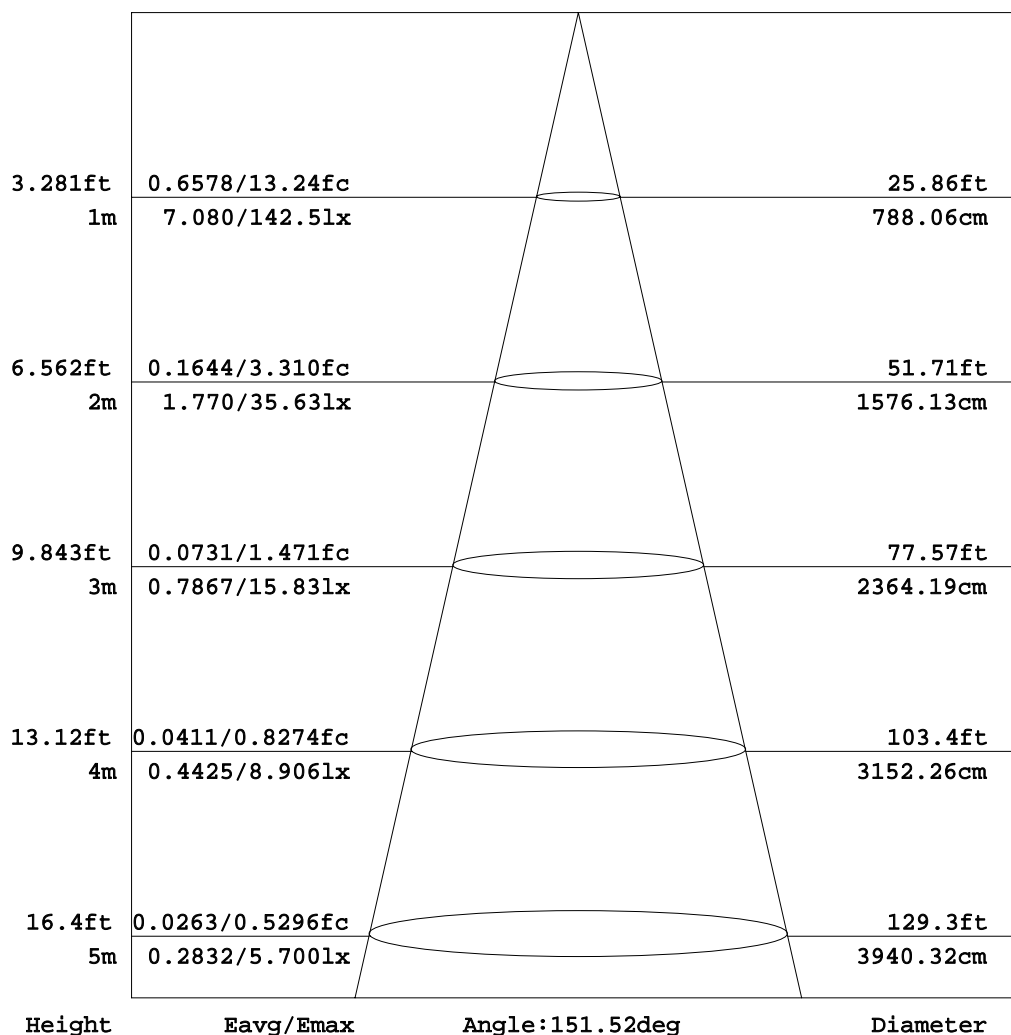 3.281ft 0.6578/13.24fc 25.86ft
1m 7.080/142.5lx 788.06cm
6.562ft 0.1644/3.310fc 51.71ft
2m 1.770/35.63lx 1576.13cm
9.843ft 0.0731/1.471fc 77.57ft
3m 0.7867/15.83lx 2364.19cm
13.12ft 0.0411/0.8274fc 103.4ft
4m 0.4425/8.906lx 3152.26cm
16.4ft 0.0263/0.5296fc 129.3ft
5m 0.2832/5.700lx 3940.32cm
Height Eavg/Emax Angle:151.52deg Diameter